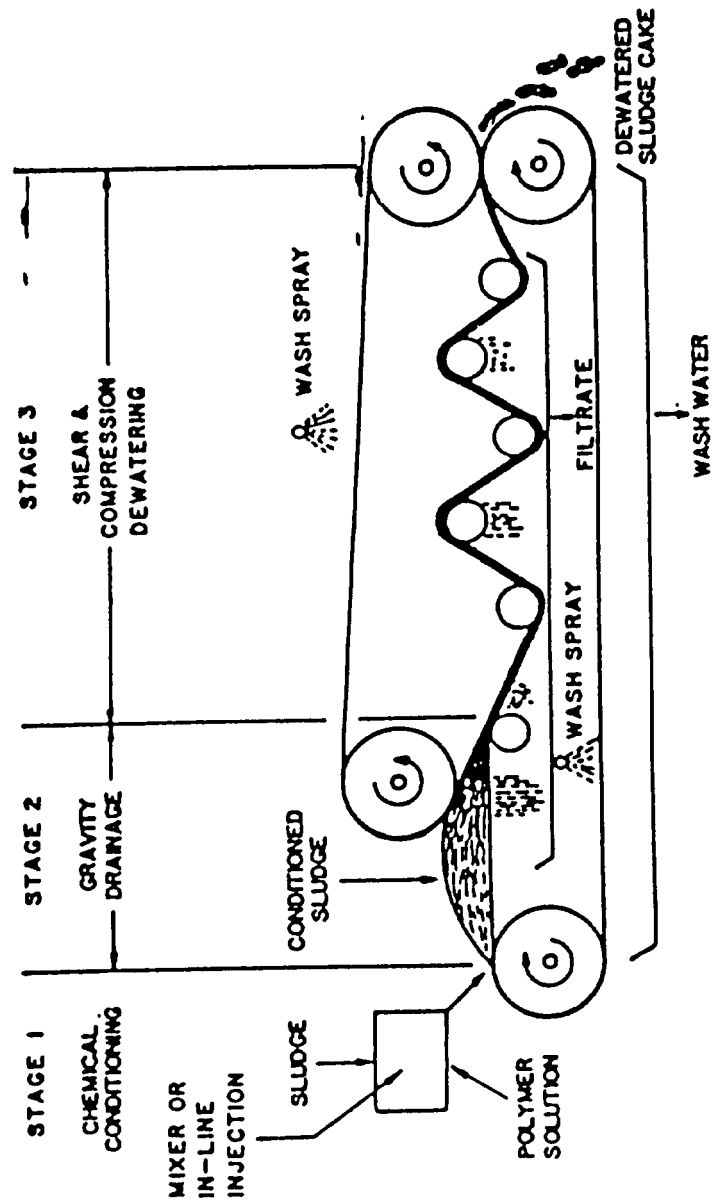 STAGE 1
CHEMICAL
CONDITIONING
STAGE 2
GRAVITY
DRAINAGE
STAGE 3
SHEAR &
COMPRESSION
DEWATERING
MIXER OR
IN-LINE
INJECTION
SLUDGE
POLYMER
SOLUTION
CONDITIONED
SLUDGE
WASH SPRAY
WASH SPRAY
FILTRATE
DEWATERED
SLUDGE CAKE
WASH WATER